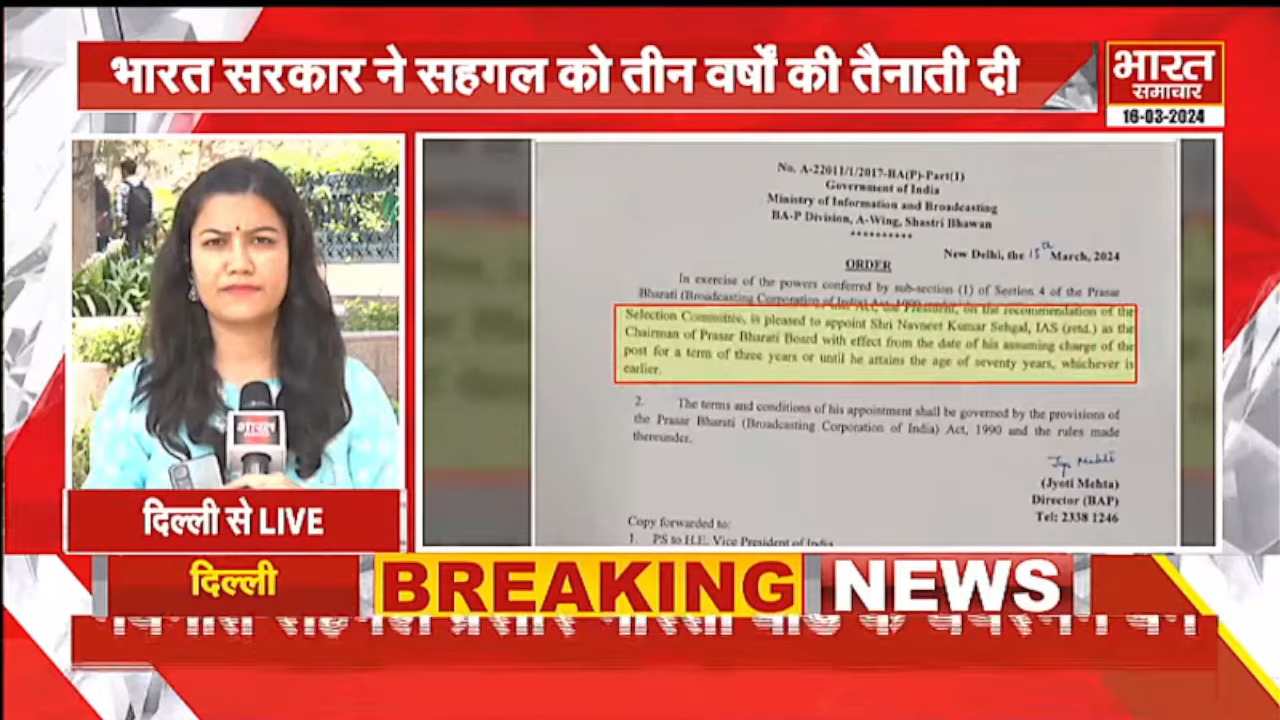 भारत सरकार ने सहगल को तीन वर्षों की तैनाती दी
भारत
समाचार
16-03-2024
No. A-22011/1/2017-BA(P)-Part(I)
Government of India
Ministry of Information and Broadcasting
BA-P Division, A-Wing, Shastri Bhawan
**********
New Delhi, the 15th March, 2024
ORDER
In exercise of the powers conferred by sub-section (1) of Section 4 of the Prasar
Bharati (Broadcasting Corporation of India) Act, 1990 the President, on the recommendation of the
Selection Committee, is pleased to appoint Shri Navneet Kumar Sehgal, IAS (retd.) as the
Chairman of Prasar Bharati Board with effect from the date of his assuming charge of the
post for a term of three years or until he attains the age of seventy years, whichever is
earlier.
2. The terms and conditions of his appointment shall be governed by the provisions of
the Prasar Bharati (Broadcasting Corporation of India) Act, 1990 and the rules made
thereunder.
(Jyoti Mehta)
Director (BAP)
Tel: 2338 1246
Copy forwarded to:
1. PS to H.E. Vice President of India
भारत
दिल्ली से LIVE
दिल्ली
BREAKING NEWS